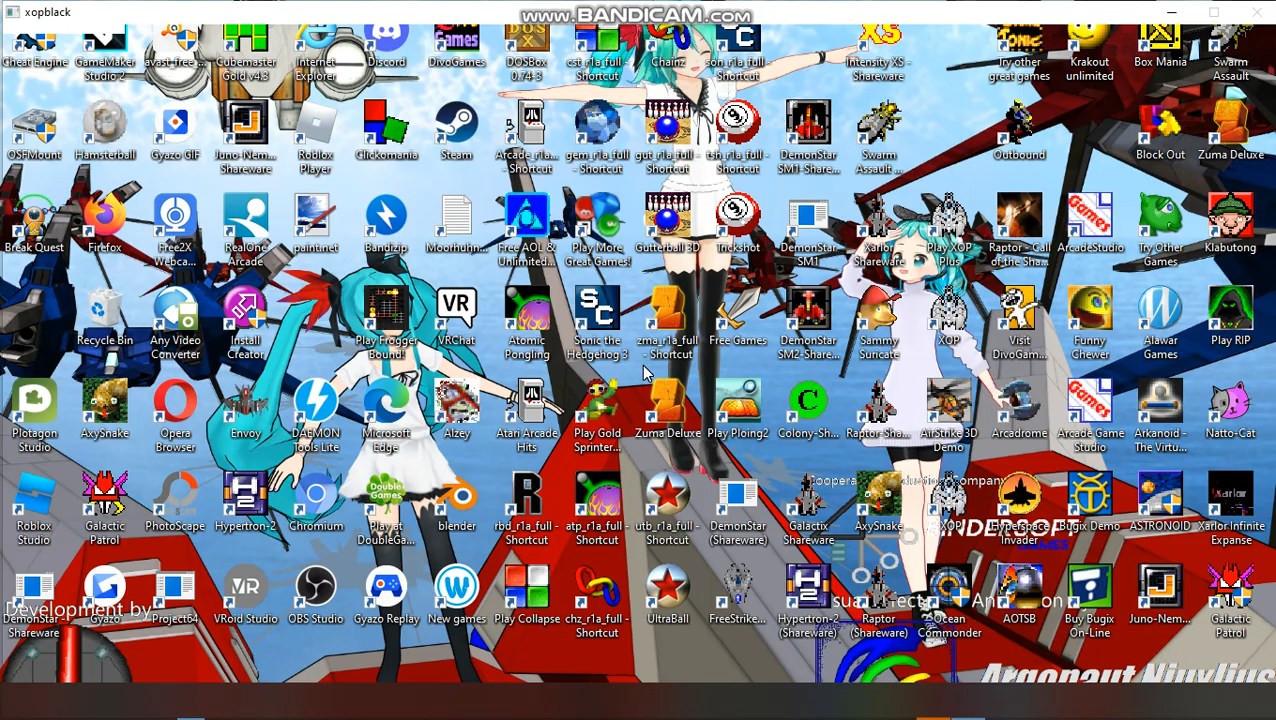 xopblack
www.BANDICAM.com
Cheat Engine
GameMaker Studio 2
avast_free_...
Cubemaster Gold v4.3
Internet Explorer
Discord
DivoGames
DOSBox 0.74-3
cst_r1a_full - Shortcut
Chainz
son_r1a_full - Shortcut
Intensity XS - Shareware
Try other great games
Krakout unlimited
Box Mania
Swarm Assault
OSFMount
Hamsterball
Gyazo GIF
Juno-Nem... Shareware
Roblox Player
Clickomania
Steam
Arcade_r1a... - Shortcut
gem_r1a_full - Shortcut
gut_r1a_full - Shortcut
tsh_r1a_full - Shortcut
DemonStar SM1-Share...
Swarm Assault ...
Outbound
Block Out
Zuma Deluxe
Break Quest
Firefox
Free2X Webca...
RealOne Arcade
paintnet
Bandizip
Moorhuhn...
Free AOL & Unlimited...
Play More Great Games!
Gutterball 3D
Trickshot
DemonStar SM1
Xarlor Shareware
Play XOP Plus
Raptor - Call of the Sha...
ArcadeStudio
Try Other Games
Klabutong
Recycle Bin
Any Video Converter
Install Creator
Play Frogger Bound!
VRChat
Atomic Pongling
Sonic the Hedgehog 3
zma_r1a_full - Shortcut
Free Games
DemonStar SM2-Share...
Sammy Suricate
XOP
Visit DivoGam...
Funny Chewer
Alawar Games
Play RIP
Plotagon Studio
AxySnake
Opera Browser
Envoy
DAEMON Tools Lite
Microsoft Edge
Alzey
Atari Arcade Hits
Play Gold Sprinter...
Zuma Deluxe
Play Ploing2
Colony-Sh...
Raptor-Sha...
AirStrike 3D Demo
Arcadrome
Arcade Game Studio
Arkanoid - The Virtu...
Natto-Cat
Roblox Studio
Galactic Patrol
PhotoScape
Hypertron-2
Chromium
Play at DoubleGa...
blender
rbd_r1a_full - Shortcut
atp_r1a_full - Shortcut
utb_r1a_full - Shortcut
DemonStar (Shareware)
Galactix Shareware
AxySnake
XOP
Hyperspace Invader
Bugix Demo
ASTRONOID
Xarlor Infinite Expanse
DemonStar Shareware
Gyazo
Project64
VRoid Studio
OBS Studio
Gyazo Replay
New games
Play Collapse
chz_r1a_full - Shortcut
UltraBall
FreeStrike...
Hypertron-2 (Shareware)
Raptor (Shareware)
Ocean Commander
AOTSB
Buy Bugix On-Line
Juno-Nem...
Galactic Patrol
Development by: